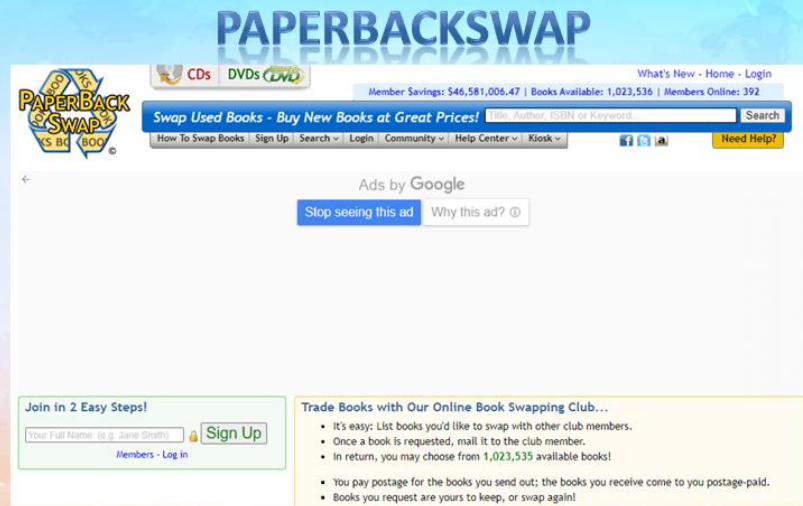 PAPERBACKSWAP
CDs DVDs
What's New - Home - Login
Member Savings: $46,581,006.47 | Books Available: 1,023,536 | Members Online: 392
PAPERBACK
SWAP
Swap Used Books - Buy New Books at Great Prices! Title, Author, ISBN or Keyword.. Search
How To Swap Books Sign Up Search Login Community Help Center Kiosk Need Help?
Ads by Google
Stop seeing this ad Why this ad?
Join in 2 Easy Steps!
Your Full Name: (e.g. Jane Smith) Sign Up
Members - Log in
Trade Books with Our Online Book Swapping Club...
It's easy: List books you'd like to swap with other club members.
Once a book is requested, mail it to the club member.
In return, you may choose from 1,023,535 available books!
You pay postage for the books you send out; the books you receive come to you postage-paid.
Books you request are yours to keep, or swap again!